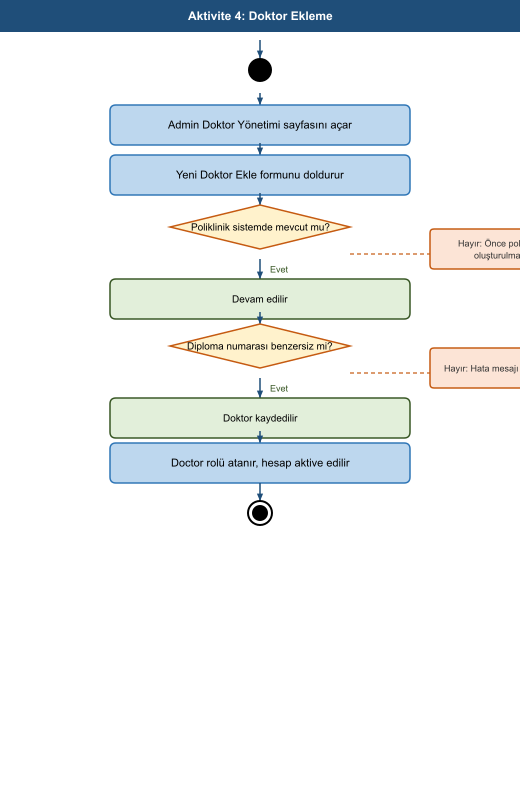 Aktivite 4: Doktor Ekleme
Admin Doktor Yönetimi sayfasını açar
Yeni Doktor Ekle formunu doldurur
Poliklinik sistemde mevcut mu?
Hayır: Önce
Evet
Devam edilir
Diploma numarası benzersiz mi?
Hayır: Hata mesajı
Evet
Doktor kaydedilir
Doctor rolü atanır, hesap aktive edilir